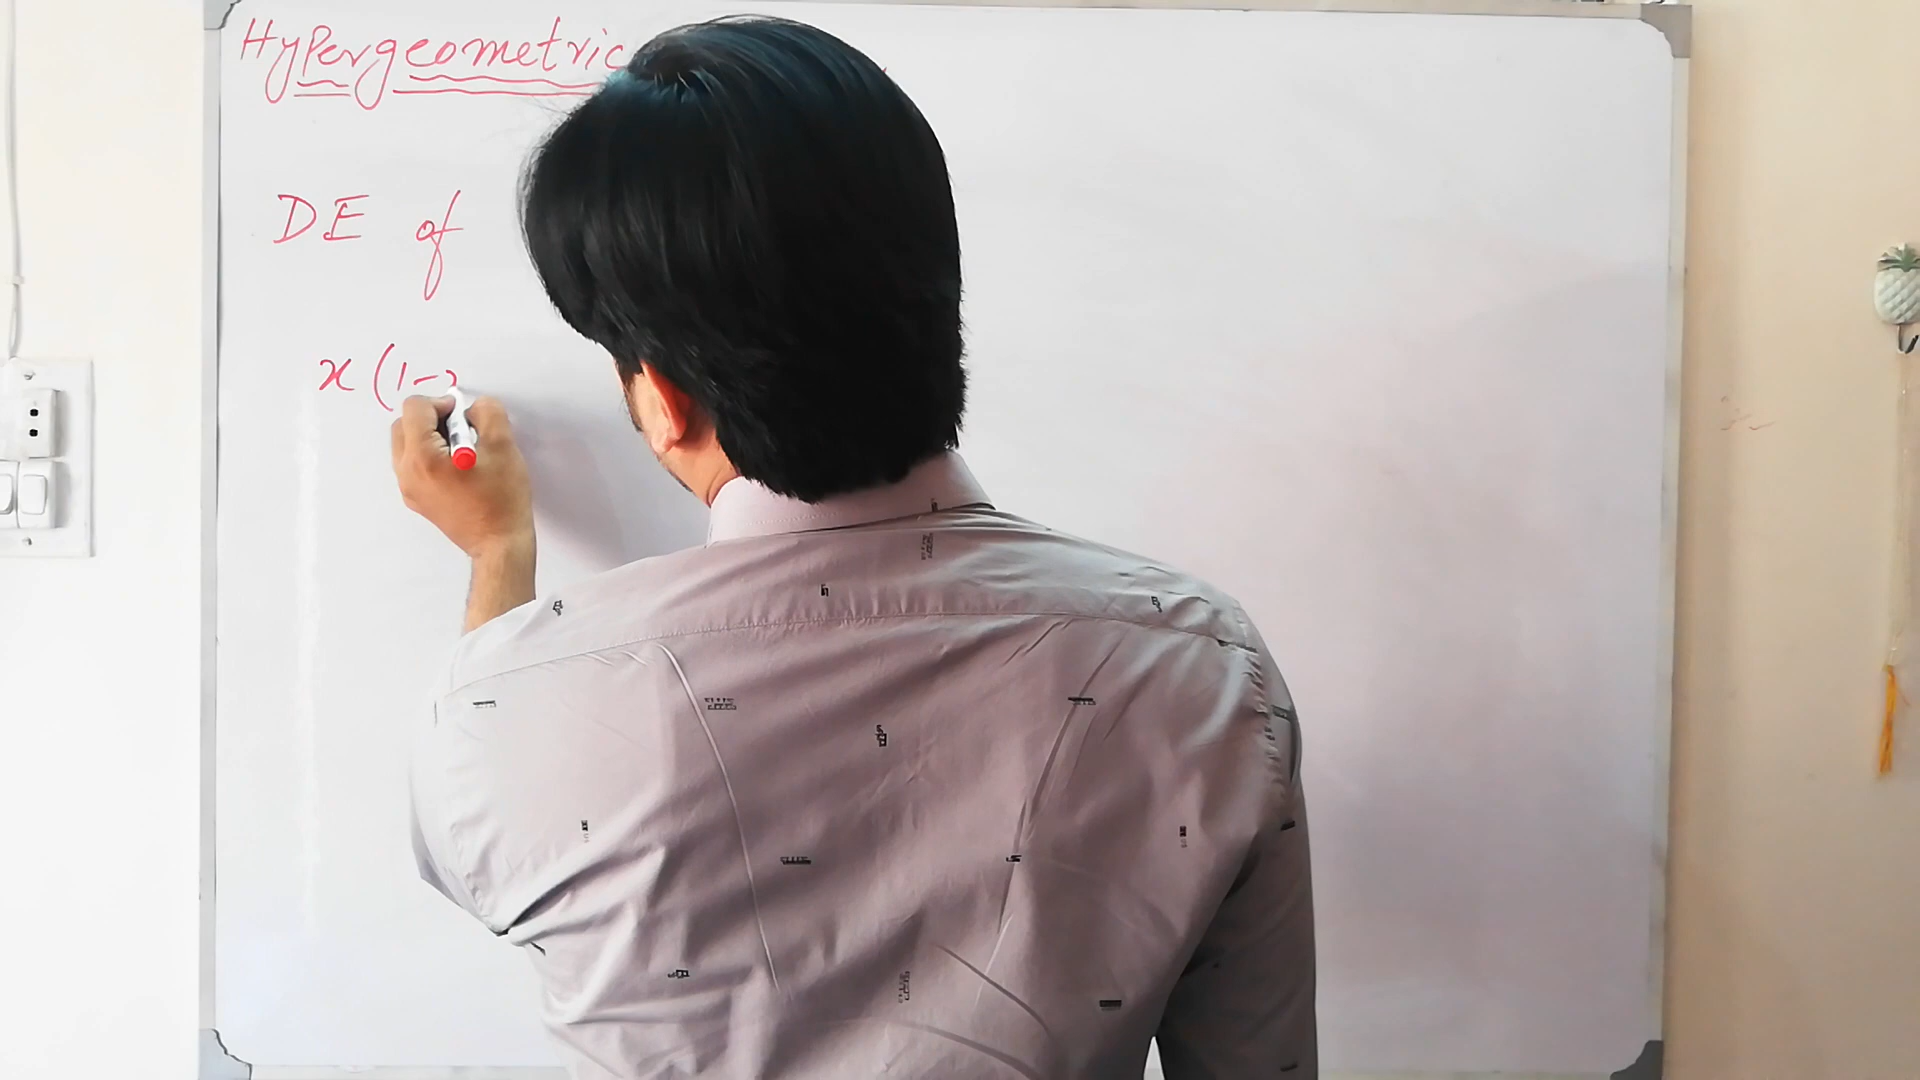 Hypergeometric
DE of
x (1-